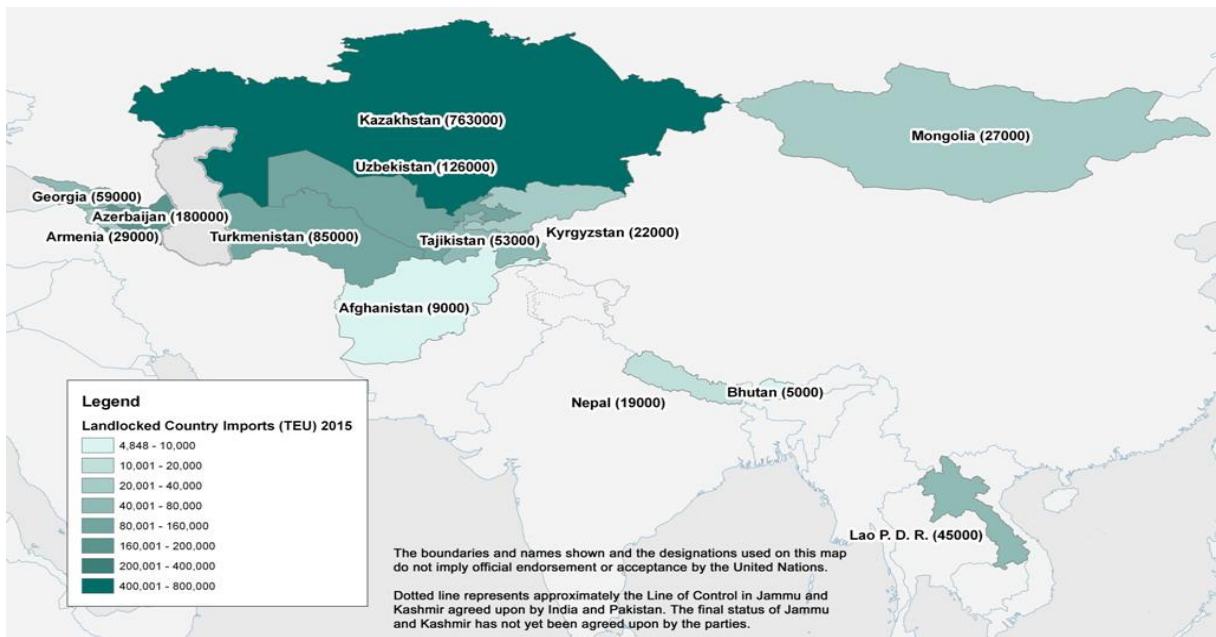 Kazakhstan (763000)
Mongolia (27000)
Uzbekistan (126000)
Georgia (59000)
Azerbaijan (180000)
Armenia (29000)
Turkmenistan (85000)
Tajikistan (53000)
Kyrgyzstan (22000)
Afghanistan (9000)
Nepal (19000)
Bhutan (5000)
Lao P. D. R. (45000)
Legend
Landlocked Country Imports (TEU) 2015
4,848 - 10,000
10,001 - 20,000
20,001 - 40,000
40,001 - 80,000
80,001 - 160,000
160,001 - 200,000
200,001 - 400,000
400,001 - 800,000
The boundaries and names shown and the designations used on this map
do not imply official endorsement or acceptance by the United Nations.
Dotted line represents approximately the Line of Control in Jammu and
Kashmir agreed upon by India and Pakistan. The final status of Jammu
and Kashmir has not yet been agreed upon by the parties.